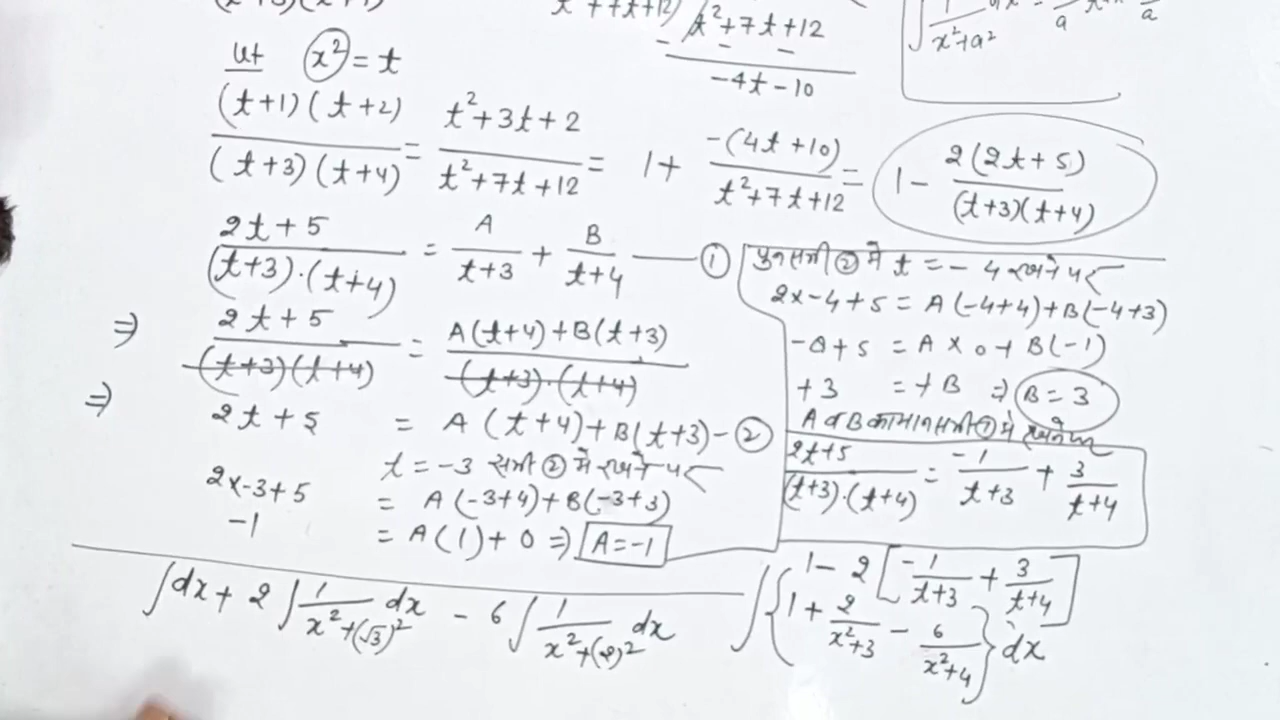 x²+7t+12) t²+7t+12
- - -
-4t-10
∫ 1/(x²+a²)
Let x² = t
(t+1)(t+2)/(t+3)(t+4) = (t²+3t+2)/(t²+7t+12) = 1+ -(4t+10)/(t²+7t+12) = 1- 2(2t+5)/(t+3)(t+4)
(2t+5)/(t+3).(t+4) = A/(t+3) + B/(t+4) — ①
⇒ (2t+5)/(t+3)(t+4) = (A(t+4)+B(t+3))/(t+3).(t+4)
⇒ 2t+5 = A(t+4)+B(t+3) - ②
t = -3 समी ② मे रखने पर
2x-3+5 = A(-3+4)+B(-3+3)
-1 = A(1)+0 ⇒ A=-1
पुन समी ② मे t = -4 रखने पर
2x-4+5 = A(-4+4)+B(-4+3)
-8+5 = A x 0 + B(-1)
+3 = +B ⇒ B=3
A व B का मान समी ① मे
(2t+5)/(t+3).(t+4) = -1/(t+3) + 3/(t+4)
1- 2[-1/(t+3) + 3/(t+4)]
∫{1+ 2/(x²+3) - 6/(x²+4)}dx
∫dx + 2∫ 1/(x²+(√3)²) dx - 6∫ 1/(x²+(2)²) dx